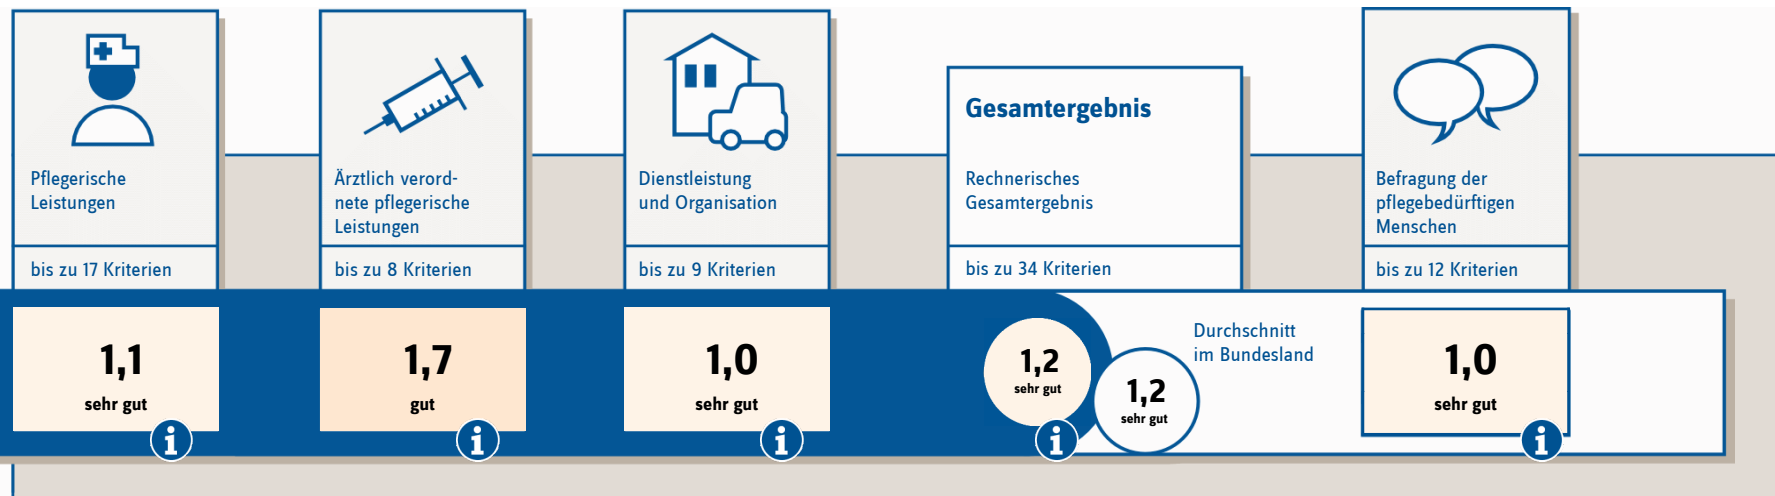 Pflegerische
Leistungen
bis zu 17 Kriterien
1,1
sehr gut
i
Ärztlich verord-
nete pflegerische
Leistungen
bis zu 8 Kriterien
1,7
gut
i
Dienstleistung
und Organisation
bis zu 9 Kriterien
1,0
sehr gut
i
Gesamtergebnis
Rechnerisches
Gesamtergebnis
bis zu 34 Kriterien
1,2
sehr gut
i
1,2
sehr gut
Durchschnitt
im Bundesland
Befragung der
pflegebedürftigen
Menschen
bis zu 12 Kriterien
1,0
sehr gut
i